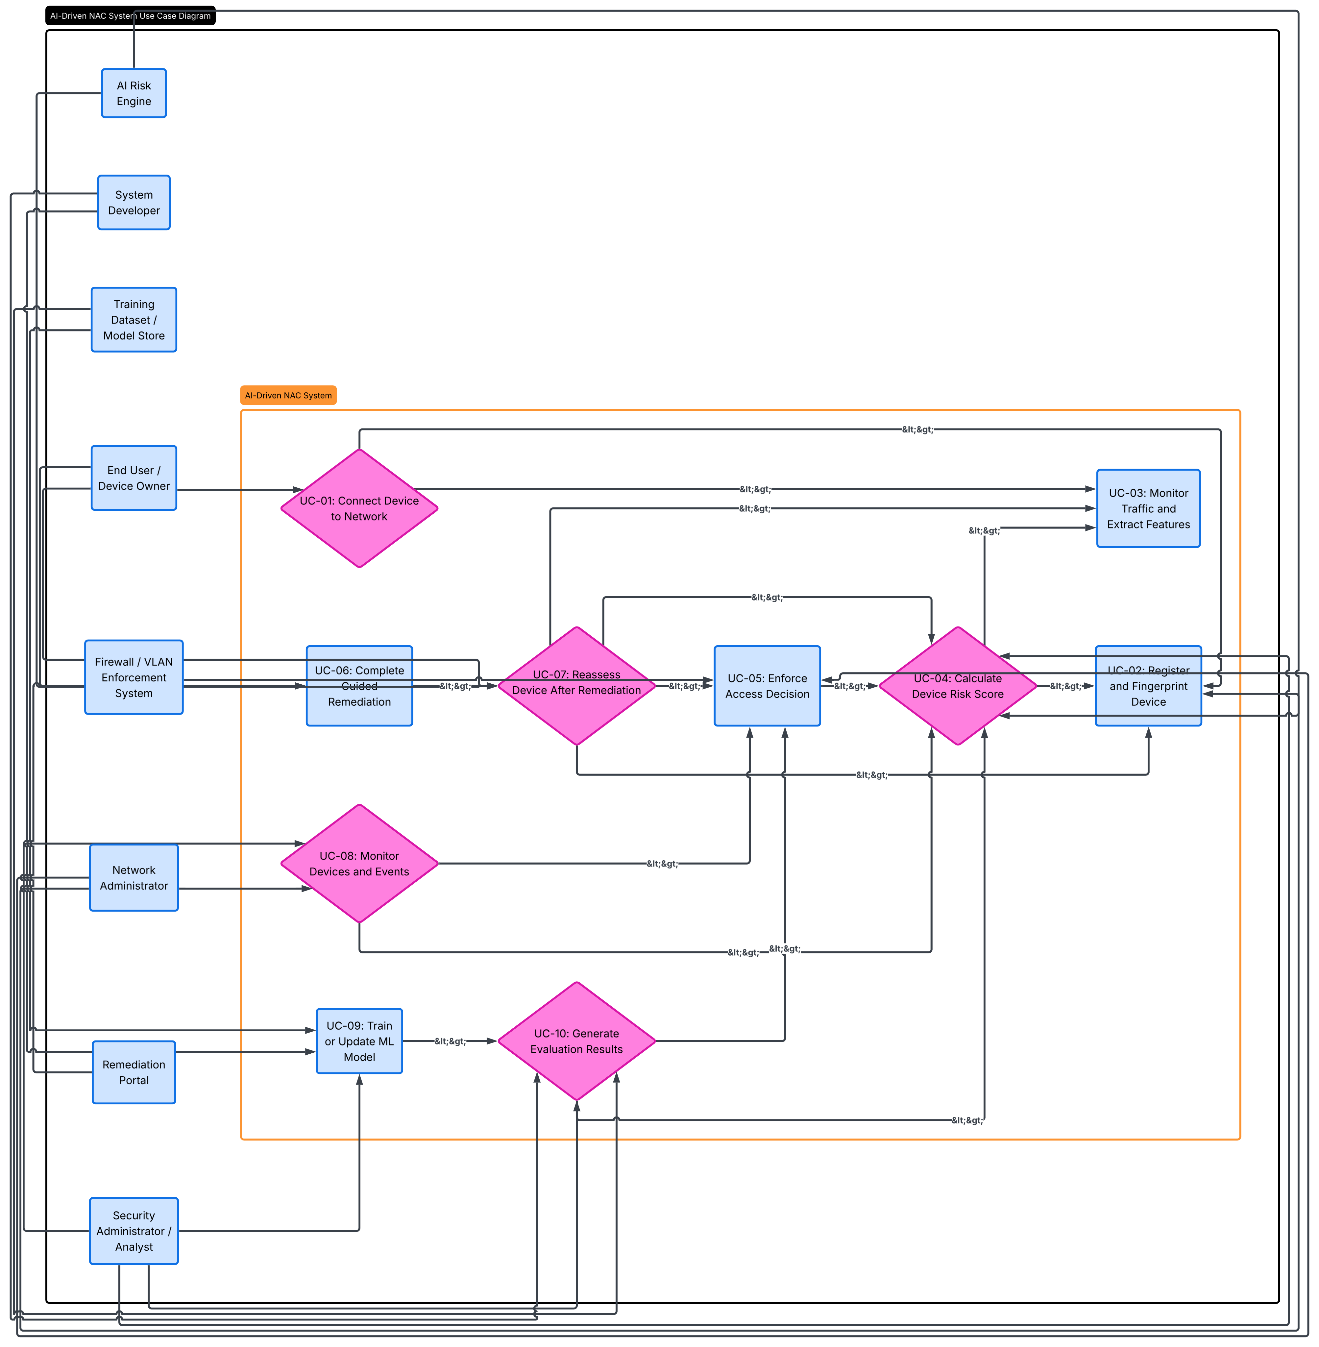 AI-Driven NAC System Use Case Diagram
AI Risk
Engine
System
Developer
Training
Dataset /
Model Store
AI-Driven NAC System
&lt;&gt;
End User /
Device Owner
UC-01: Connect Device
to Network
&lt;&gt;
&lt;&gt;
&lt;&gt;
UC-03: Monitor
Traffic and
Extract Features
&lt;&gt;
Firewall / VLAN
Enforcement
System
UC-06: Complete
Guided
Remediation
&lt;&gt;
UC-07: Reassess
Device After Remediation
&lt;&gt;
UC-05: Enforce
Access Decision
&lt;&gt;
UC-04: Calculate
Device Risk Score
&lt;&gt;
UC-02: Register
and Fingerprint
Device
&lt;&gt;
Network
Administrator
UC-08: Monitor
Devices and Events
&lt;&gt;
&lt;&gt;
&lt;&gt;
Remediation
Portal
UC-09: Train
or Update ML
Model
&lt;&gt;
UC-10: Generate
Evaluation Results
&lt;&gt;
Security
Administrator /
Analyst